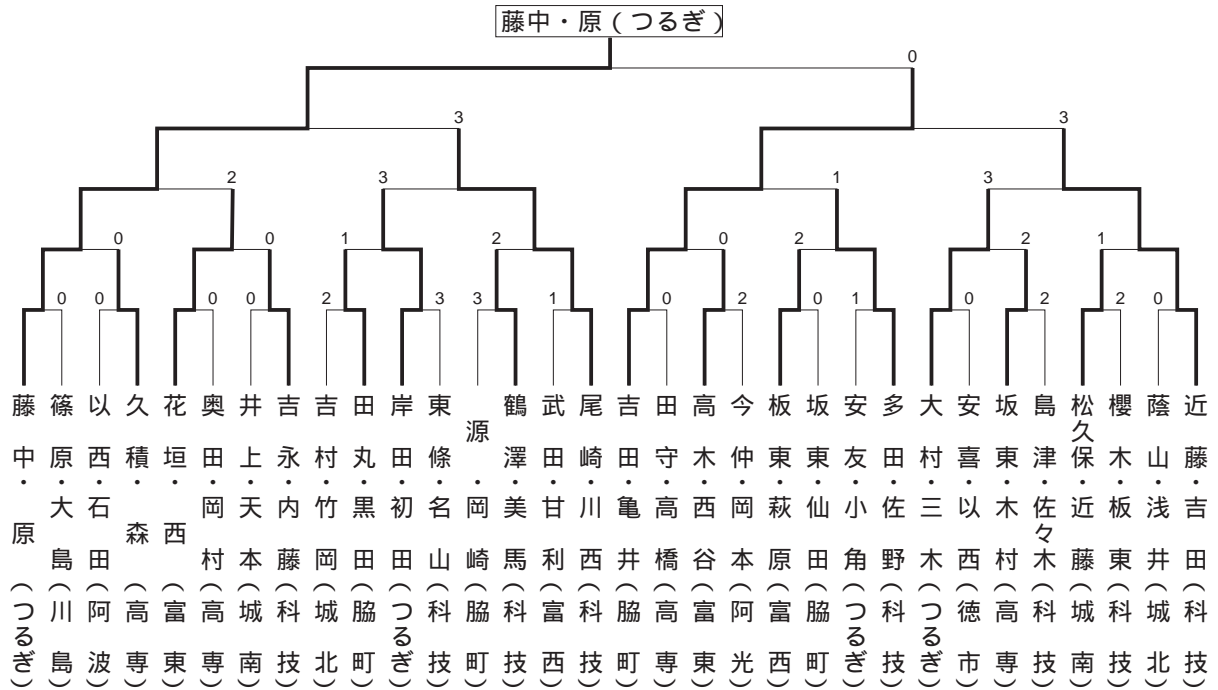 藤中・原（つるぎ）
0
3
3
2
3
1
3
0
0
1
2
0
2
2
1
0
0
0
0
2
3
3
1
0
2
0
1
0
2
2
0
藤中・原（つるぎ）
篠原・大島（川島）
以西・石田（阿波）
久積・森（高専）
花垣・西（富東）
奥田・岡村（高専）
井上・天本（城南）
吉永・内藤（科技）
吉村・竹岡（城北）
田丸・黒田（脇町）
岸田・初田（つるぎ）
東條・名山（科技）
源・岡崎（脇町）
鶴澤・美馬（科技）
武田・甘利（富西）
尾崎・川西（科技）
吉田・亀井（脇町）
田守・高橋（高専）
高木・西谷（富東）
今仲・岡本（阿光）
板東・萩原（富西）
坂東・仙田（脇町）
安友・小角（つるぎ）
多田・佐野（科技）
大村・三木（つるぎ）
安喜・以西（徳市）
坂東・木村（高専）
島津・佐々木（科技）
松久保・近藤（城南）
櫻木・板東（科技）
蔭山・浅井（城北）
近藤・吉田（科技）